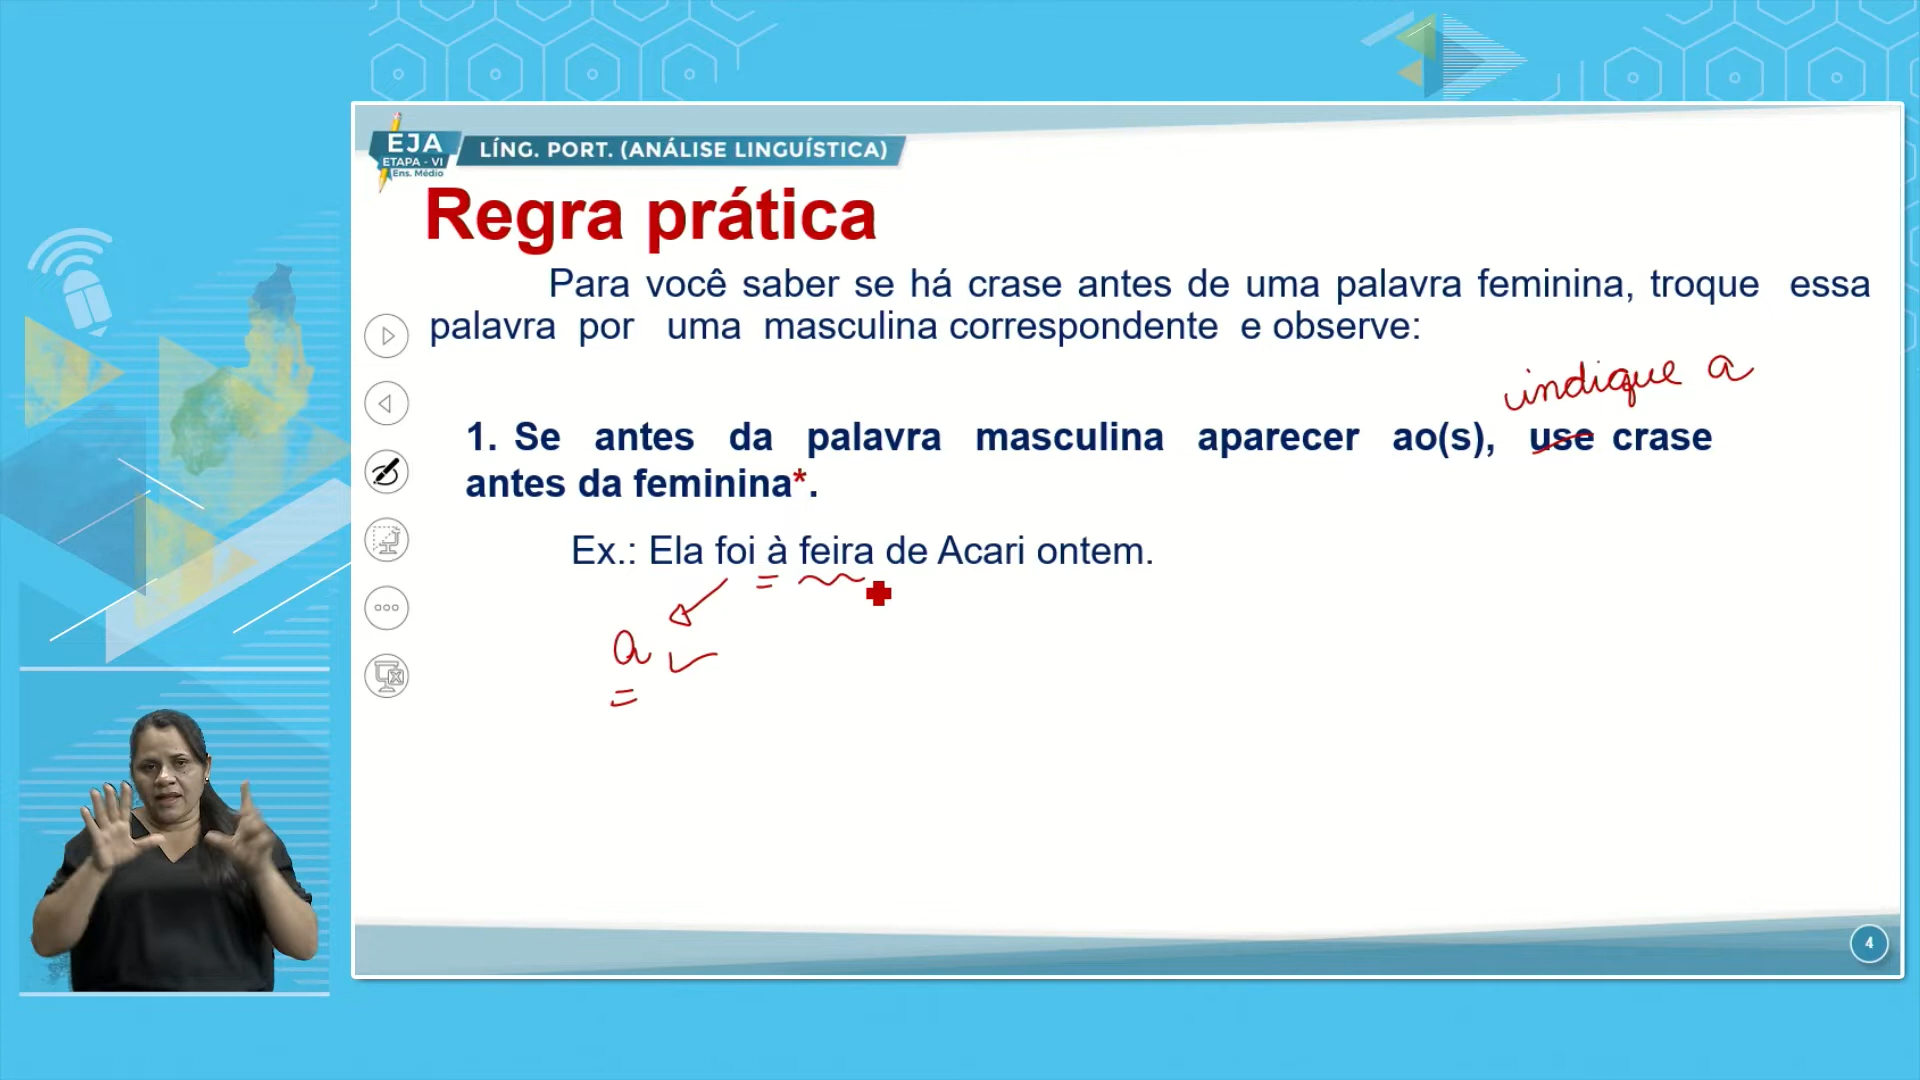 EJA
ETAPA - VI
Ens. Médio
LÍNG. PORT. (ANÁLISE LINGUÍSTICA)
Regra prática
Para você saber se há crase antes de uma palavra feminina, troque essa
palavra por uma masculina correspondente e observe:
indique a
1. Se antes da palavra masculina aparecer ao(s), use crase
antes da feminina*.
Ex.: Ela foi à feira de Acari ontem.
a
4